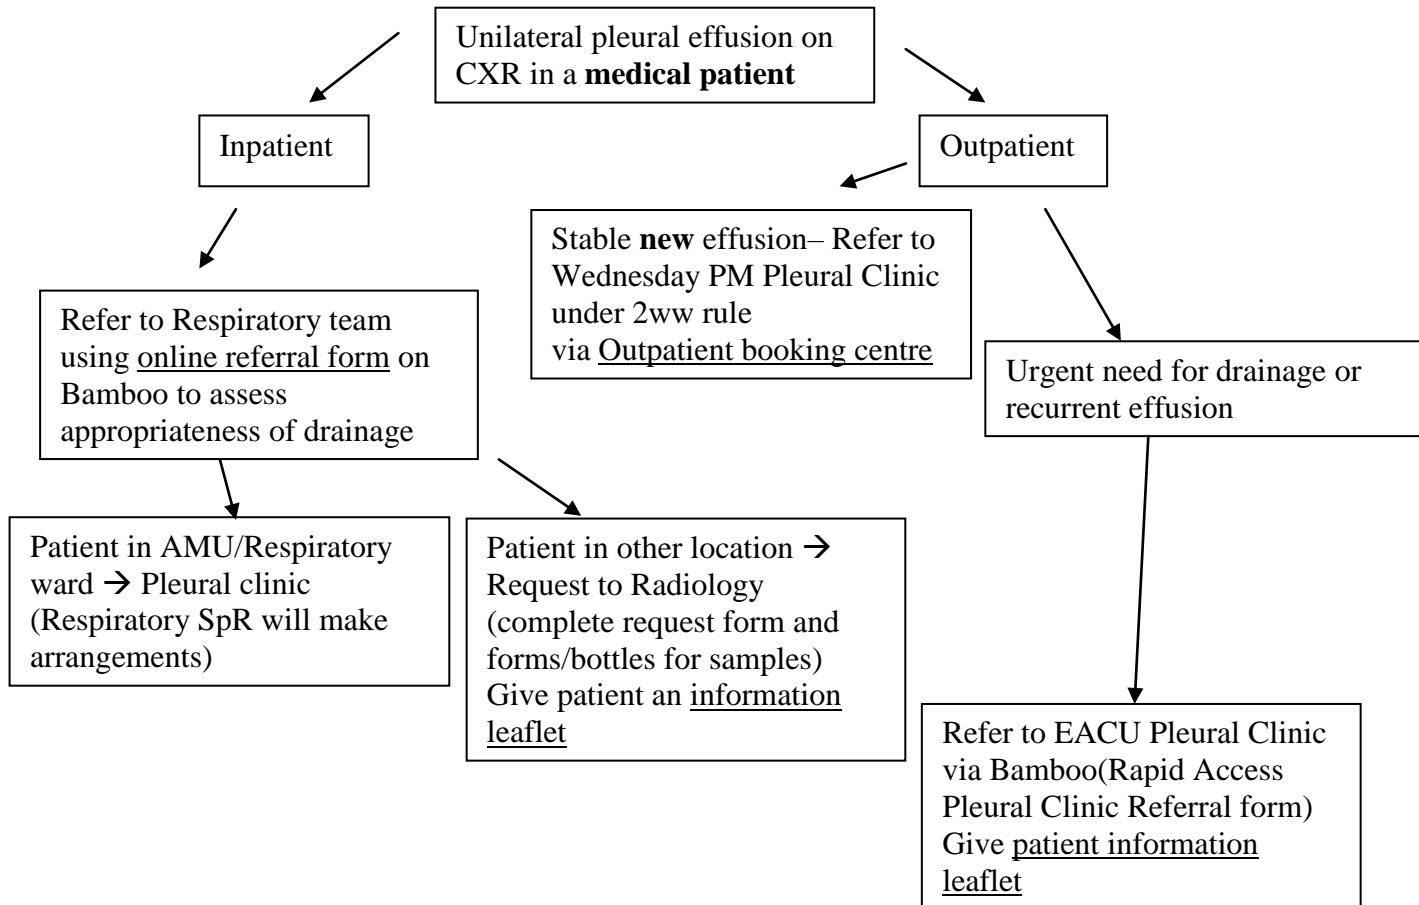 Unilateral pleural effusion on
CXR in a medical patient
Inpatient
Outpatient
Stable new effusion– Refer to
Wednesday PM Pleural Clinic
under 2ww rule
via Outpatient booking centre
Refer to Respiratory team
using online referral form on
Bamboo to assess
appropriateness of drainage
Urgent need for drainage or
recurrent effusion
Patient in AMU/Respiratory
ward → Pleural clinic
(Respiratory SpR will make
arrangements)
Patient in other location →
Request to Radiology
(complete request form and
forms/bottles for samples)
Give patient an information
leaflet
Refer to EACU Pleural Clinic
via Bamboo(Rapid Access
Pleural Clinic Referral form)
Give patient information
leaflet